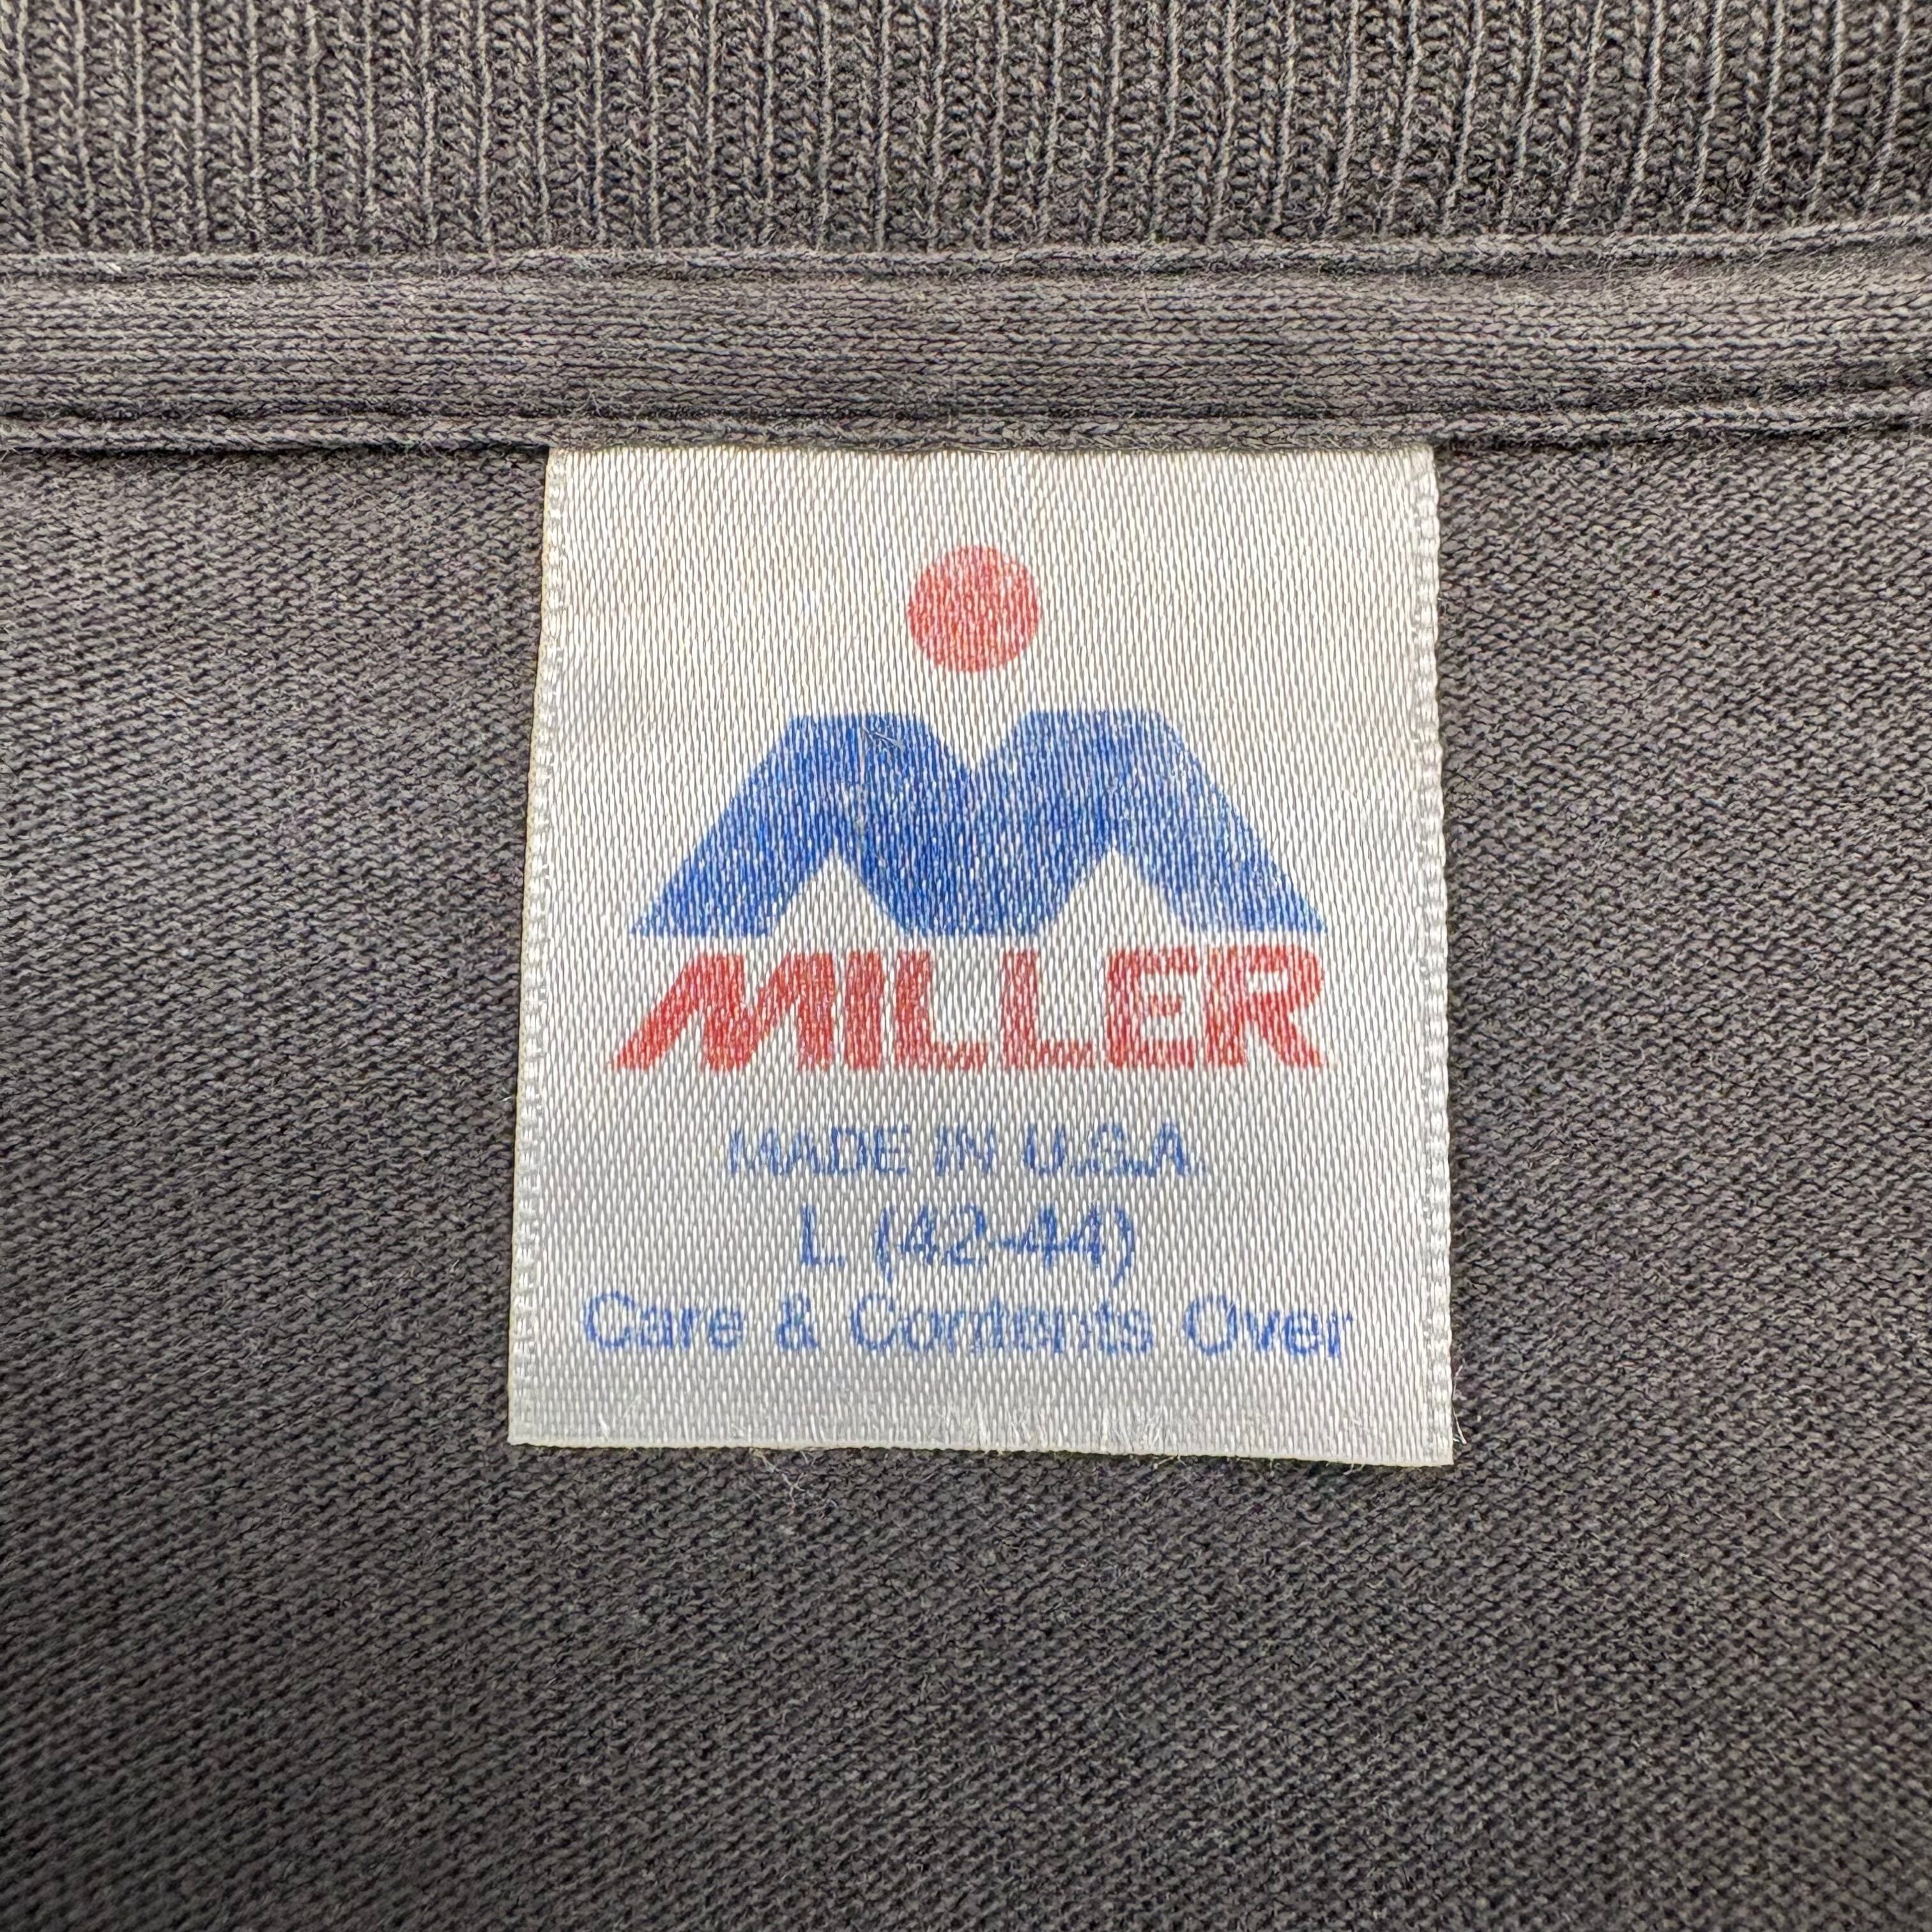 MILLER
MADE IN U.S.A.
L (42-44)
Care & Contents Over